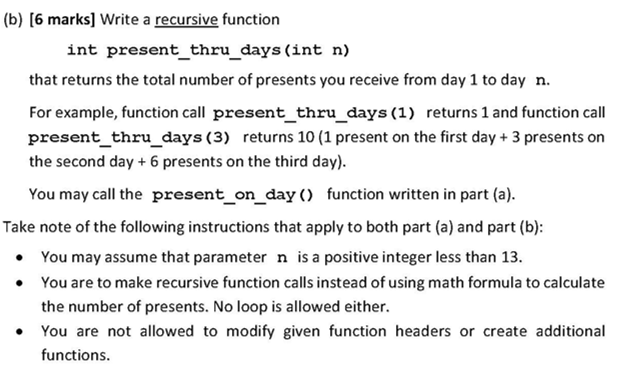 (b) [6 marks] Write a recursive function
int present_thru_days(int n)
that returns the total number of presents you receive from day 1 to day n.
For example, function call present_thru_days(1) returns 1 and function call
present_thru_days(3) returns 10 (1 present on the first day + 3 presents on
the second day + 6 presents on the third day).
You may call the present_on_day() function written in part (a).
Take note of the following instructions that apply to both part (a) and part (b):
• You may assume that parameter n is a positive integer less than 13.
• You are to make recursive function calls instead of using math formula to calculate
the number of presents. No loop is allowed either.
• You are not allowed to modify given function headers or create additional
functions.